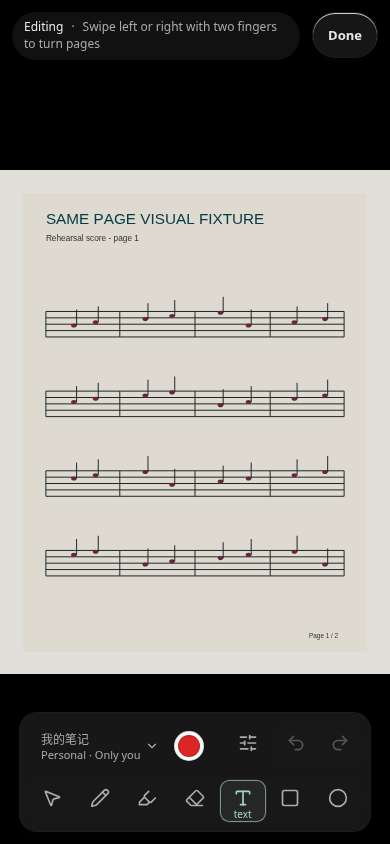 Editing · Swipe left or right with two fingers
to turn pages
Done
SAME PAGE VISUAL FIXTURE
Rehearsal score - page 1
Page 1 / 2
我的笔记
Personal · Only you
text